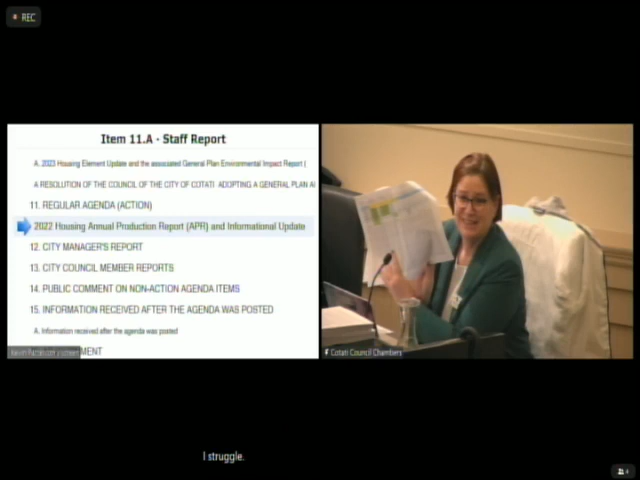 REC
Item 11.A - Staff Report
A. 2023 Housing Element Update and the associated General Plan Environmental Impact Report (
A RESOLUTION OF THE COUNCIL OF THE CITY OF COTATI ADOPTING A GENERAL PLAN A
11. REGULAR AGENDA (ACTION)
2022 Housing Annual Production Report (APR) and Informational Update
12. CITY MANAGER'S REPORT
13. CITY COUNCIL MEMBER REPORTS
14. PUBLIC COMMENT ON NON-ACTION AGENDA ITEMS
15. INFORMATION RECEIVED AFTER THE AGENDA WAS POSTED
A. Information received after the agenda was posted
MENT
Cotati Council Chambers
I struggle.